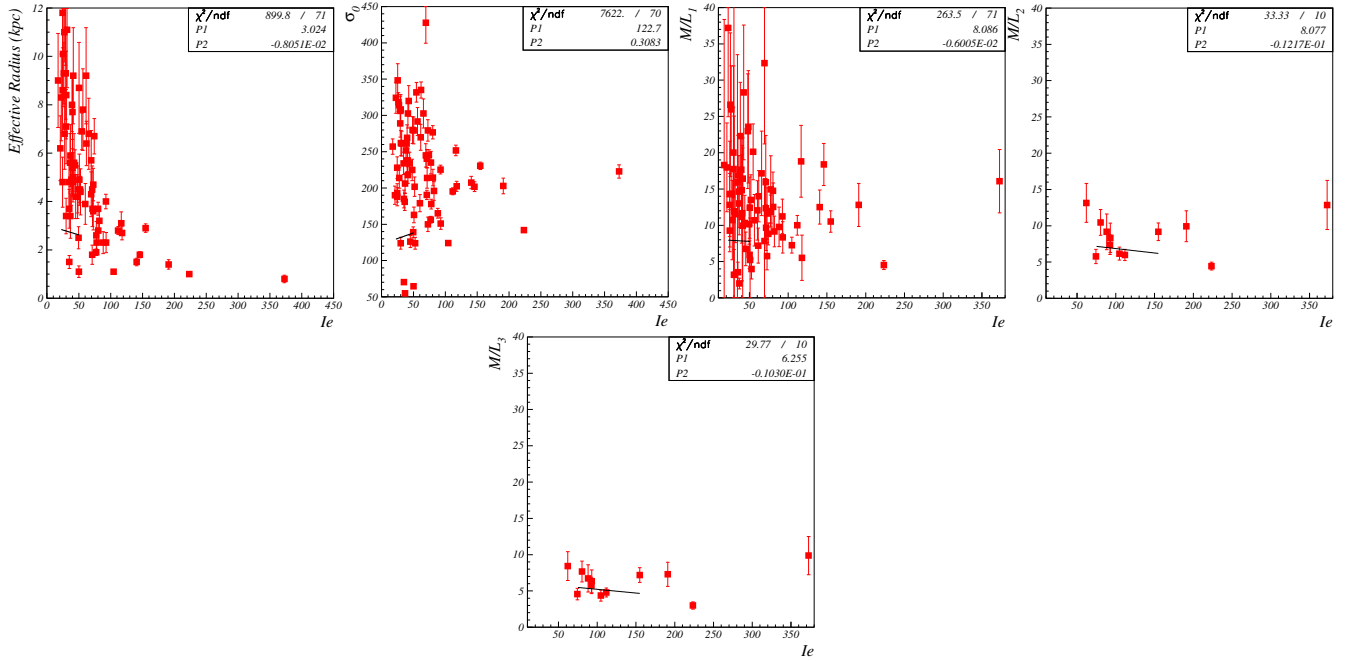 Effective Radius (kpc)
12
10
8
6
4
2
0
χ²/ndf 899.8 / 71
P1 3.024
P2 -0.8051E-02
0 50 100 150 200 250 300 350 400 450
Ie
σ₀
450
400
350
300
250
200
150
100
50
χ²/ndf 7622. / 70
P1 122.7
P2 0.3083
0 50 100 150 200 250 300 350 400 450
Ie
M/L₁
40
35
30
25
20
15
10
5
0
χ²/ndf 263.5 / 71
P1 8.086
P2 -0.6005E-02
50 100 150 200 250 300 350
Ie
M/L₂
40
35
30
25
20
15
10
5
0
χ²/ndf 33.33 / 10
P1 8.077
P2 -0.1217E-01
50 100 150 200 250 300 350
Ie
M/L₃
40
35
30
25
20
15
10
5
0
χ²/ndf 29.77 / 10
P1 6.255
P2 -0.1030E-01
50 100 150 200 250 300 350
Ie